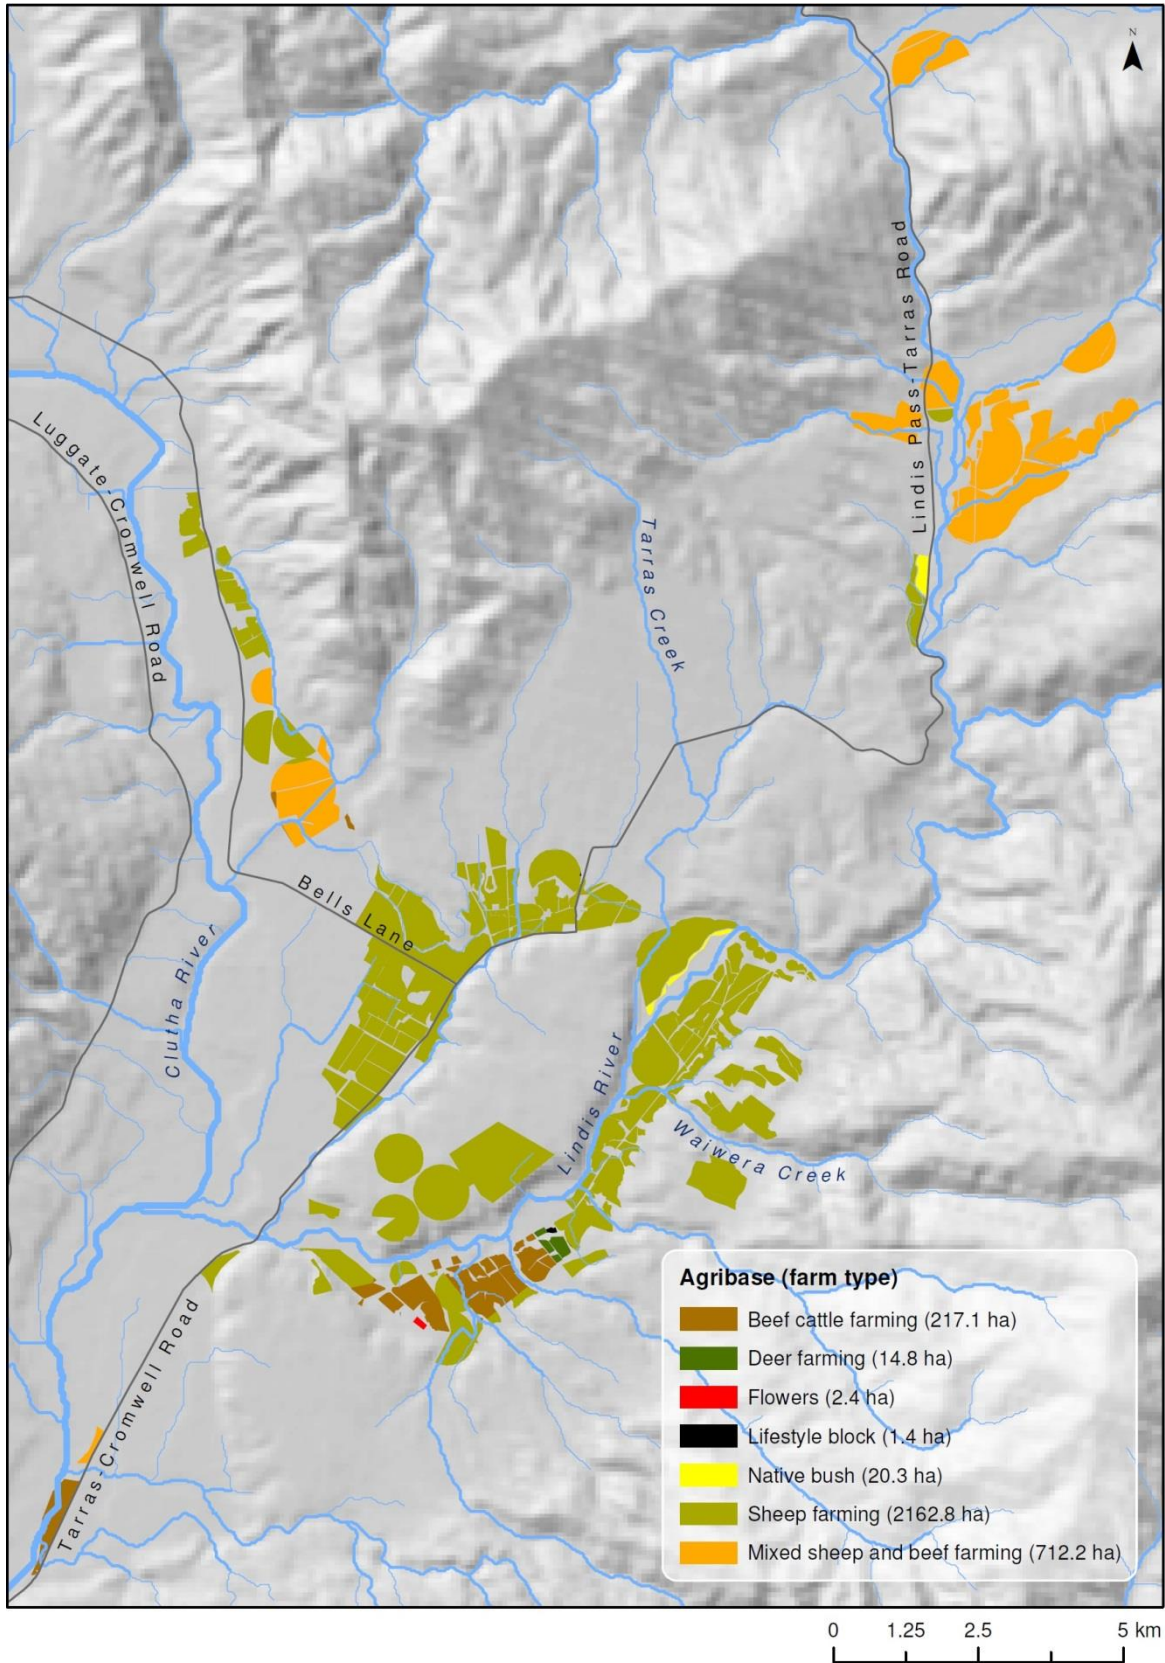 N
Lindis Pass-Tarras Road
Luggate-Cromwell Road
Tarras Creek
Bells Lane
Clutha River
Lindis River
Waiwera Creek
Tarras-Cromwell Road
Agribase (farm type)
Beef cattle farming (217.1 ha)
Deer farming (14.8 ha)
Flowers (2.4 ha)
Lifestyle block (1.4 ha)
Native bush (20.3 ha)
Sheep farming (2162.8 ha)
Mixed sheep and beef farming (712.2 ha)
0 1.25 2.5 5 km